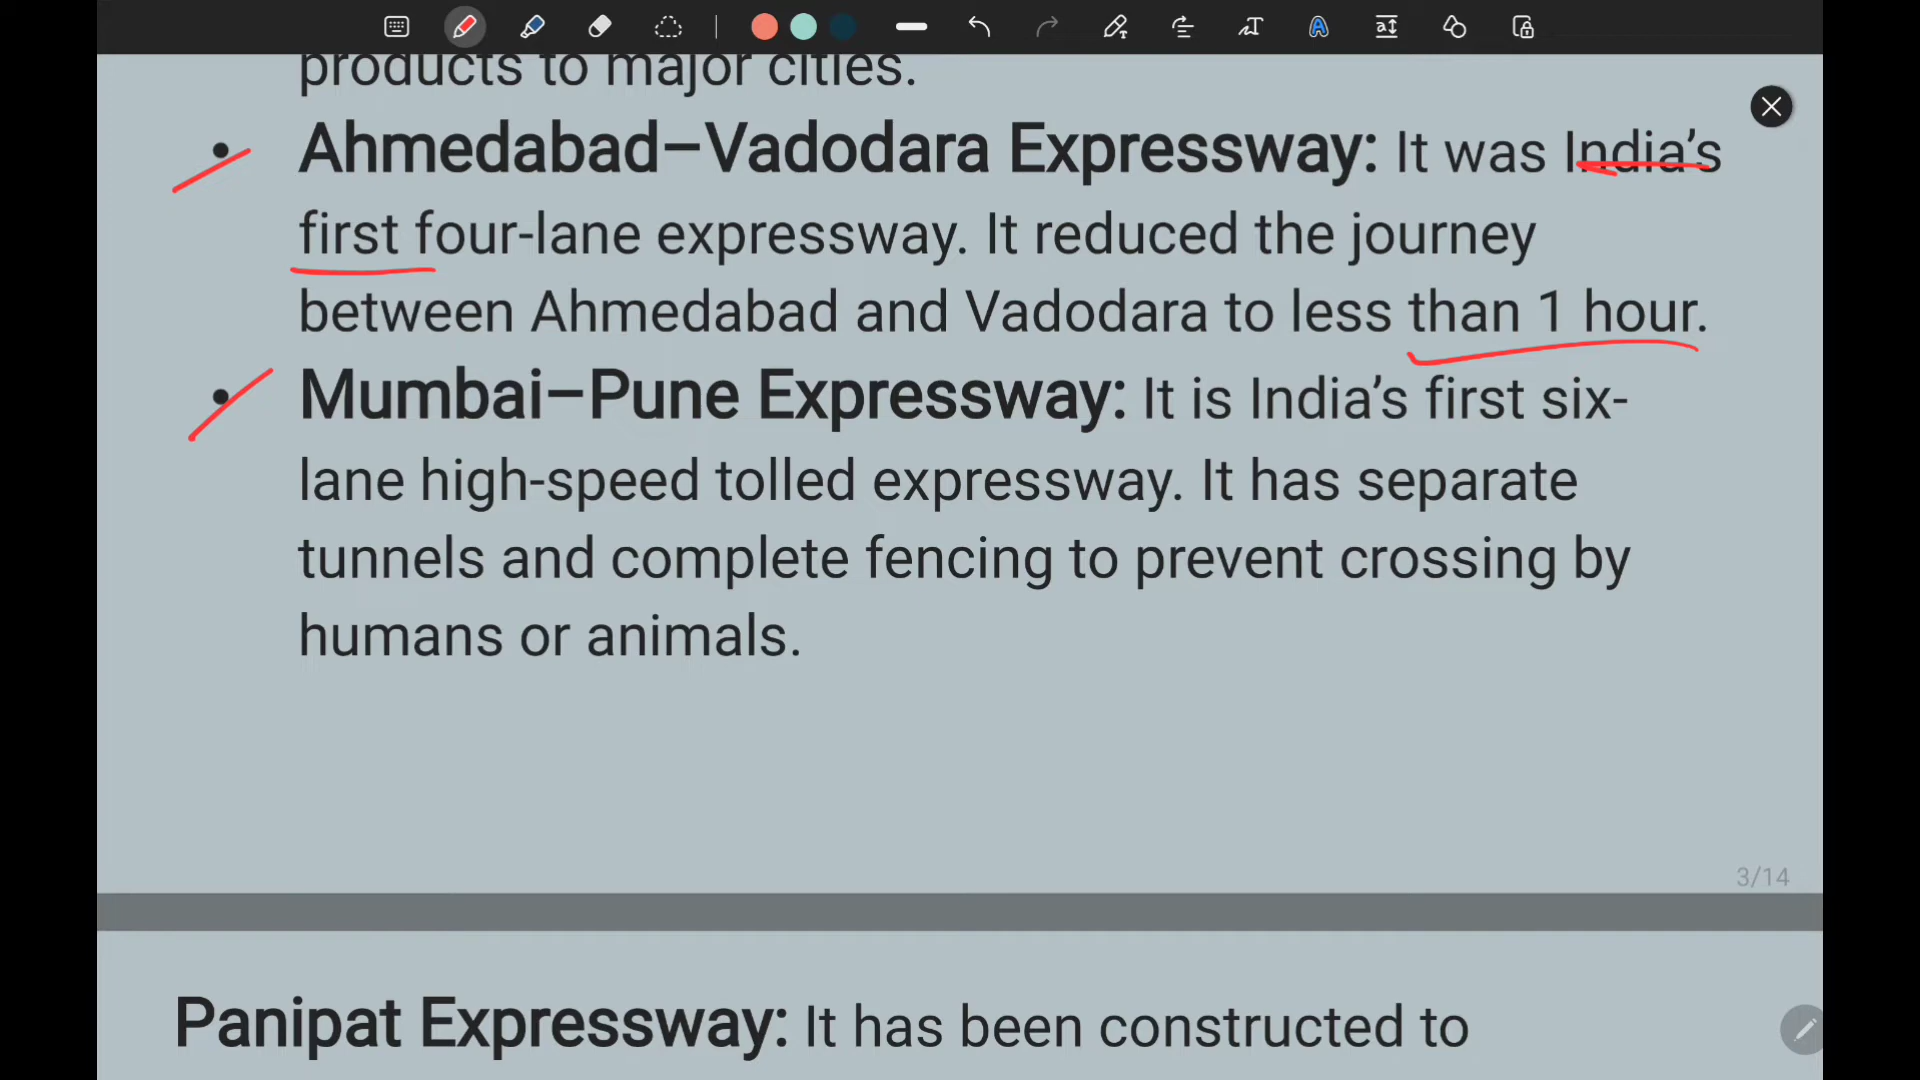 products to major cities.
• Ahmedabad–Vadodara Expressway: It was India’s
first four-lane expressway. It reduced the journey
between Ahmedabad and Vadodara to less than 1 hour.
• Mumbai–Pune Expressway: It is India’s first six-
lane high-speed tolled expressway. It has separate
tunnels and complete fencing to prevent crossing by
humans or animals.
3/14
Panipat Expressway: It has been constructed to